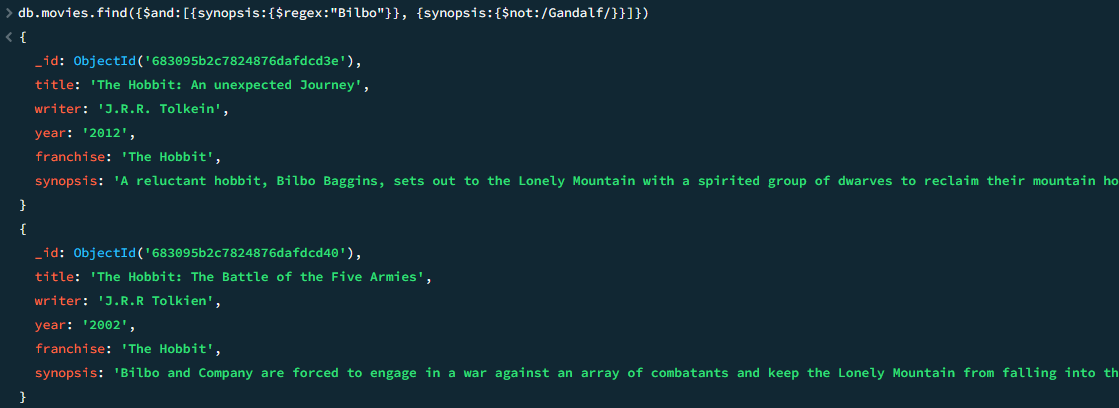 > db.movies.find({$and:[{synopsis:{$regex:"Bilbo"}}, {synopsis:{$not:/Gandalf/}}]})
< {
_id: ObjectId('683095b2c7824876dafdcd3e'),
title: 'The Hobbit: An unexpected Journey',
writer: 'J.R.R. Tolkein',
year: '2012',
franchise: 'The Hobbit',
synopsis: 'A reluctant hobbit, Bilbo Baggins, sets out to the Lonely Mountain with a spirited group of dwarves to reclaim their mountain ho
}
{
_id: ObjectId('683095b2c7824876dafdcd40'),
title: 'The Hobbit: The Battle of the Five Armies',
writer: 'J.R.R Tolkien',
year: '2002',
franchise: 'The Hobbit',
synopsis: 'Bilbo and Company are forced to engage in a war against an array of combatants and keep the Lonely Mountain from falling into th
}